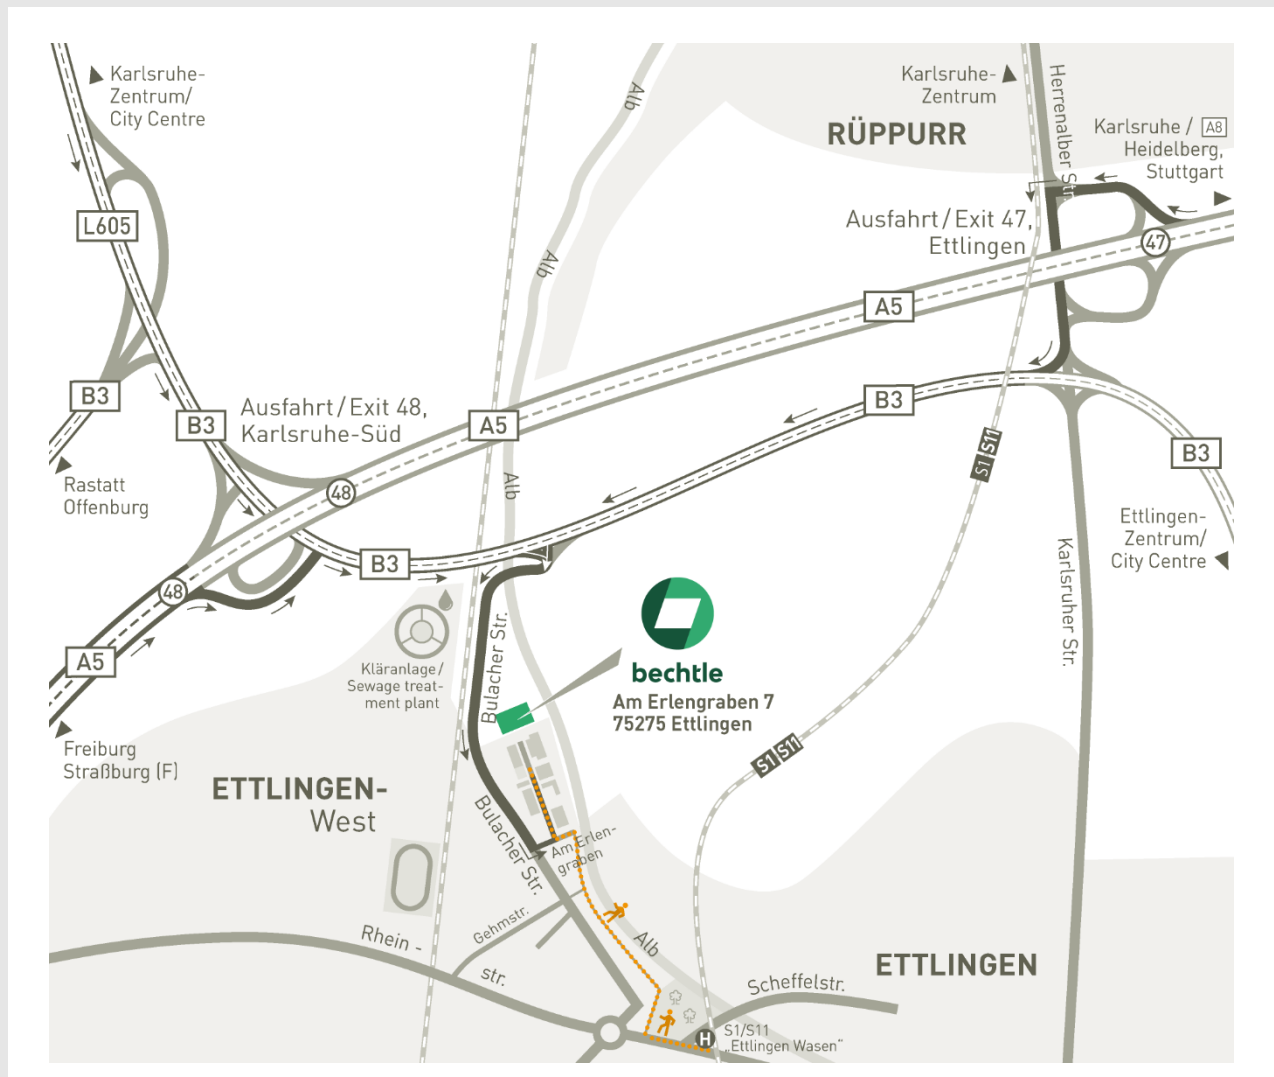 Karlsruhe-
Zentrum/
City Centre
Alb
Karlsruhe-
Zentrum
Herrenalber Str.
RÜPPURR
Karlsruhe / A8
Heidelberg,
Stuttgart
L605
Ausfahrt/Exit 47,
Ettlingen
47
Alb
A5
B3
B3
B3
Ausfahrt/Exit 48,
Karlsruhe-Süd
A5
S1 S11
B3
Rastatt
Offenburg
48
Alb
Ettlingen-
Zentrum/
City Centre
B3
48
Karlsruher Str.
A5
Kläranlage/
Sewage treat-
ment plant
Bulacher Str.
bechtle
Am Erlengraben 7
75275 Ettlingen
Freiburg
Straßburg (F)
S1 S11
ETTLINGEN-
West
Bulacher Str.
Am Erlen-
graben
Gehmstr.
Rhein -
str.
Alb
ETTLINGEN
Scheffelstr.
H
S1/S11
„Ettlingen Wasen“